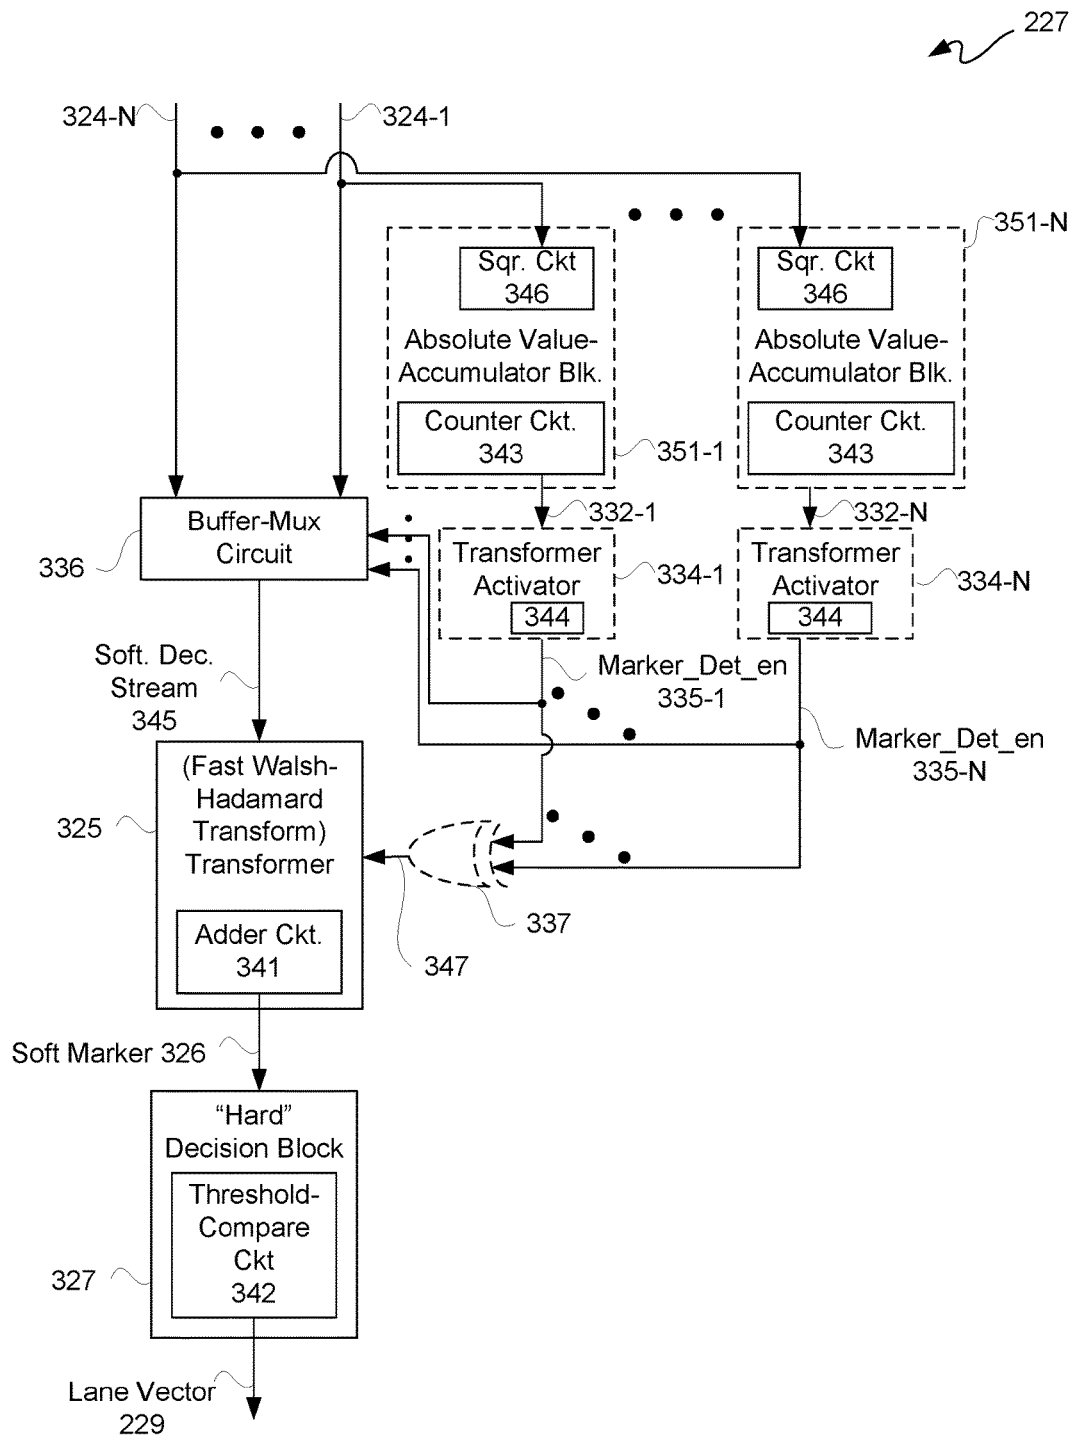 227
324-N
324-1
351-N
Sqr. Ckt
346
Sqr. Ckt
346
Absolute Value-
Accumulator Blk.
Absolute Value-
Accumulator Blk.
Counter Ckt.
343
Counter Ckt.
343
351-1
332-1
332-N
Buffer-Mux
Circuit
336
Transformer
Activator
344
334-1
Transformer
Activator
344
334-N
Soft. Dec.
Stream
345
Marker_Det_en
335-1
Marker_Det_en
335-N
(Fast Walsh-
Hadamard
Transform)
Transformer
325
337
347
Adder Ckt.
341
Soft Marker 326
“Hard”
Decision Block
Threshold-
Compare
Ckt
342
327
Lane Vector
229